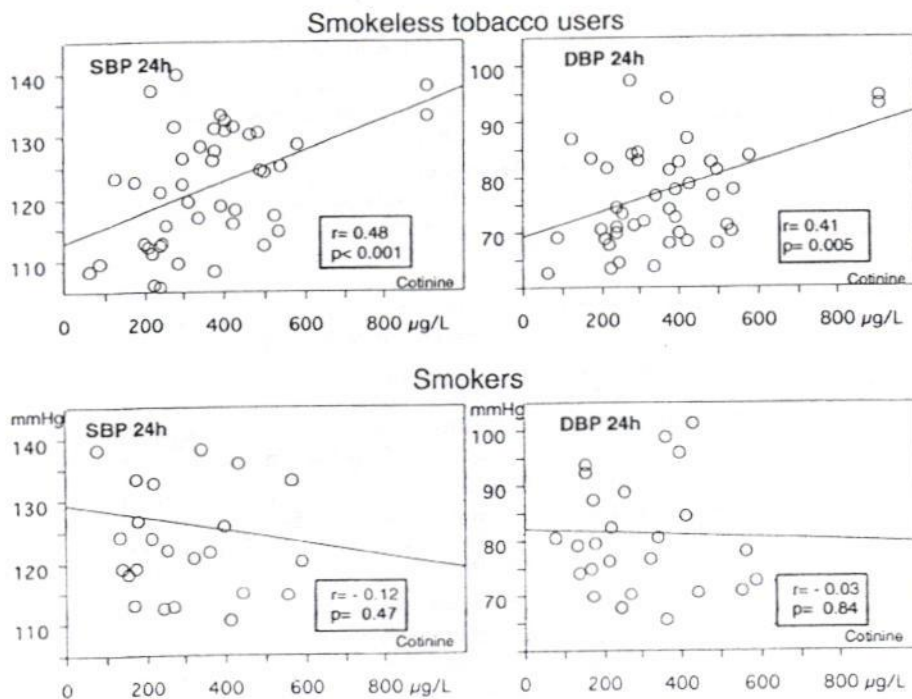 Smokeless tobacco users
SBP 24h
140
130
120
110
r= 0.48
p< 0.001
Cotinine
0 200 400 600 800 µg/L
DBP 24h
100
90
80
70
r= 0.41
p= 0.005
Cotinine
0 200 400 600 800 µg/L
Smokers
mmHg
SBP 24h
140
130
120
110
r= - 0.12
p= 0.47
Cotinine
0 200 400 600 800 µg/L
mmHg
DBP 24h
100
90
80
70
r= - 0.03
p= 0.84
Cotinine
0 200 400 600 800 µg/L